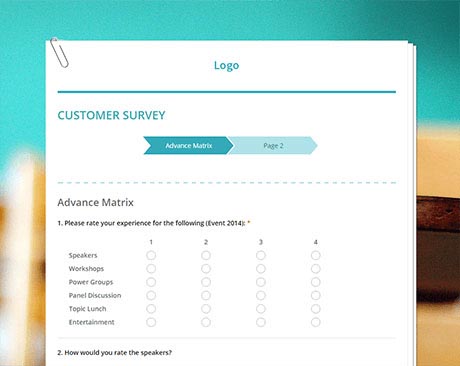 Logo
CUSTOMER SURVEY
Advance Matrix Page 2
Advance Matrix
1. Please rate your experience for the following (Event 2014): *
1 2 3 4
Speakers
Workshops
Power Groups
Panel Discussion
Topic Lunch
Entertainment
2. How would you rate the speakers?